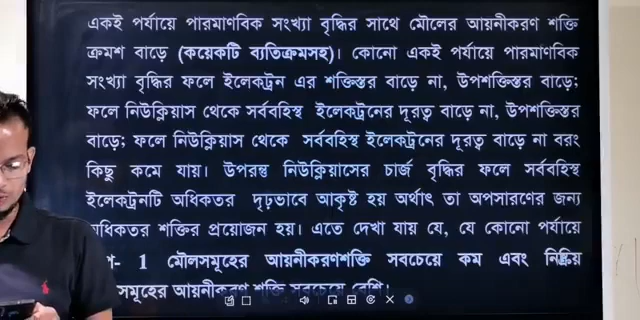 একই পর্যায়ে পারমাণবিক সংখ্যা বৃদ্ধির সাথে মৌলের আয়নীকরণ শক্তি
ক্রমশ বাড়ে (কয়েকটি ব্যতিক্রমসহ)। কোনো একই পর্যায়ে পারমাণবিক
সংখ্যা বৃদ্ধির ফলে ইলেকট্রন এর শক্তিস্তর বাড়ে না, উপশক্তিস্তর বাড়ে;
ফলে নিউক্লিয়াস থেকে সর্ববহিস্থ ইলেকট্রনের দূরত্ব বাড়ে না, উপশক্তিস্তর
বাড়ে; ফলে নিউক্লিয়াস থেকে সর্ববহিস্থ ইলেকট্রনের দূরত্ব বাড়ে না বরং
কিছু কমে যায়। উপরন্তু নিউক্লিয়াসের চার্জ বৃদ্ধির ফলে সর্ববহিস্থ
ইলেকট্রনটি অধিকতর দৃঢ়ভাবে আকৃষ্ট হয় অর্থাৎ তা অপসারণের জন্য
ধিকতর শক্তির প্রয়োজন হয়। এতে দেখা যায় যে, যে কোনো পর্যায়ে
- 1 মৌলসমূহের আয়নীকরণশক্তি সবচেয়ে কম এবং নিষ্ক্রিয়
সমূহের আয়নীকরণ শক্তি সবচেয়ে বেশি।